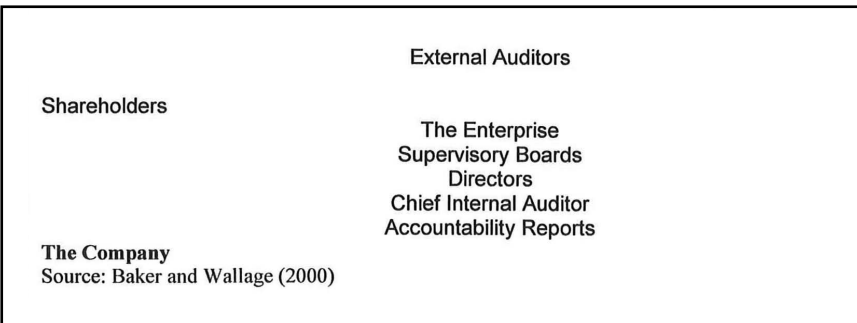 External Auditors
Shareholders
The Enterprise
Supervisory Boards
Directors
Chief Internal Auditor
Accountability Reports
The Company
Source: Baker and Wallage (2000)